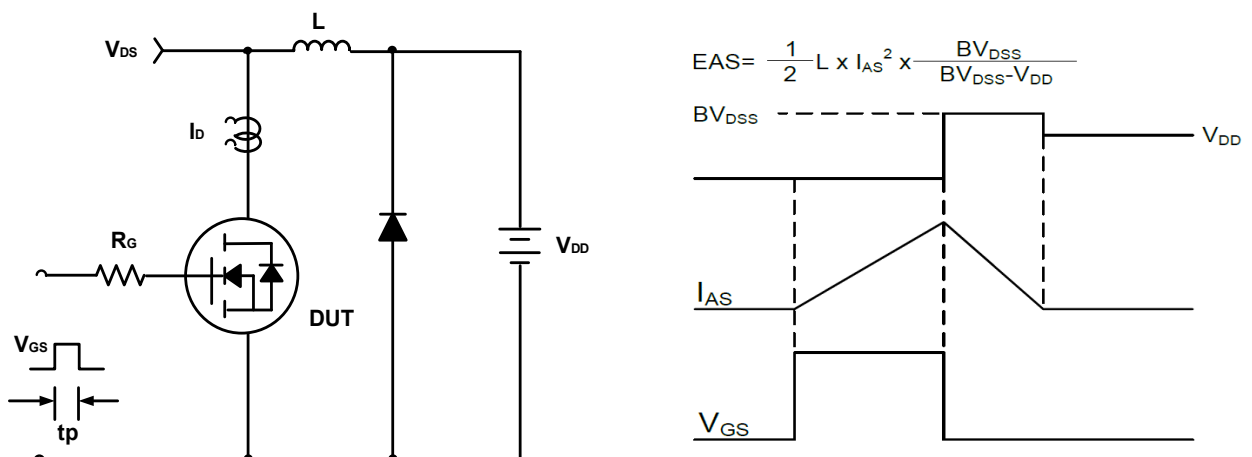 L
VDS
ID
RG
VDD
DUT
VGS
tp
EAS= 1/2 L x IAS² x BVDSS/BVDSS-VDD
BVDSS
VDD
IAS
VGS